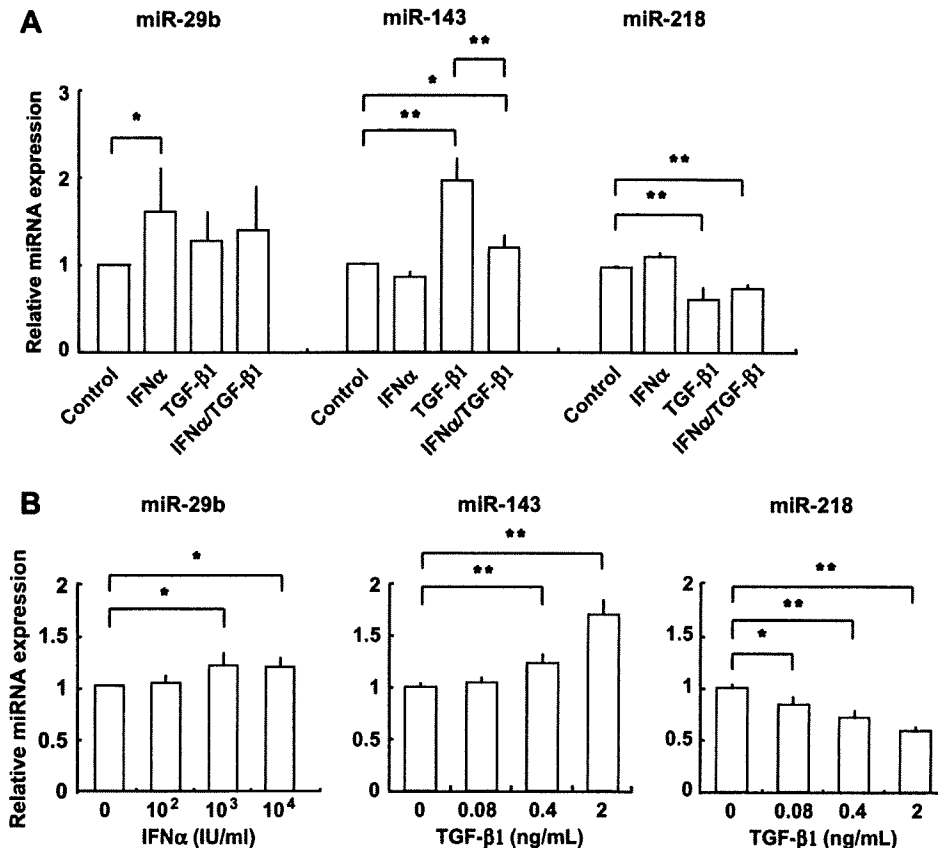 A
miR-29b
miR-143
miR-218
**
*
*
**
**
**
Relative miRNA expression
3
2
1
0
Control
IFNα
TGF-β1
IFNα/TGF-β1
Control
IFNα
TGF-β1
IFNα/TGF-β1
Control
IFNα
TGF-β1
IFNα/TGF-β1
B
miR-29b
miR-143
miR-218
Relative miRNA expression
2
1.5
1
0.5
0
*
*
0
10²
10³
10⁴
IFNα (IU/ml)
2
1.5
1
0.5
0
**
**
0
0.08
0.4
2
TGF-β1 (ng/mL)
2
1.5
1
0.5
0
**
**
*
0
0.08
0.4
2
TGF-β1 (ng/mL)